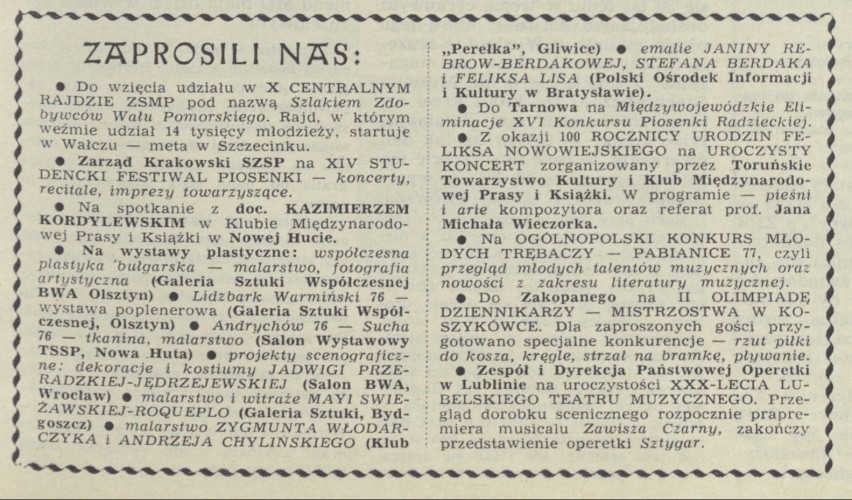 ZAPROSILI NAS:
● Do wzięcia udziału w X CENTRALNYM
RAJDZIE ZSMP pod nazwą Szlakiem Zdo-
bywców Wału Pomorskiego. Rajd, w którym
weźmie udział 14 tysięcy młodzieży, startuje
w Wałczu — meta w Szczecinku.
● Zarząd Krakowski SZSP na XIV STU-
DENCKI FESTIWAL PIOSENKI — koncerty,
recitale, imprezy towarzyszące.
● Na spotkanie z doc. KAZIMIERZEM
KORDYLEWSKIM w Klubie Międzynarodo-
wej Prasy i Książki w Nowej Hucie.
● Na wystawy plastyczne: współczesna
plastyka bułgarska — malarstwo, fotografia
artystyczna (Galeria Sztuki Współczesnej
BWA Olsztyn) ● Lidzbark Warmiński 76 —
wystawa poplenerowa (Galeria Sztuki Współ-
czesnej, Olsztyn) ● Andrychów 76 — Sucha
76 — tkanina, malarstwo (Salon Wystawowy
TSSP, Nowa Huta) ● projekty scenograficz-
ne: dekoracje i kostiumy JADWIGI PRZE-
RADZKIEJ-JĘDRZEJEWSKIEJ (Salon BWA,
Wrocław) ● malarstwo i witraże MAYI SWIE-
ŻAWSKIEJ-ROQUEPLO (Galeria Sztuki, Byd-
goszcz) ● malarstwo ZYGMUNTA WŁODAR-
CZYKA i ANDRZEJA CHYLINSKIEGO (Klub
„Perełka”, Gliwice) ● emalie JANINY RE-
BROW-BERDAKOWEJ, STEFANA BERDAKA
i FELIKSA LISA (Polski Ośrodek Informacji
i Kultury w Bratysławie).
● Do Tarnowa na Międzywojewódzkie Eli-
minacje XVI Konkursu Piosenki Radzieckiej.
● Z okazji 100 ROCZNICY URODZIN FE-
LIKSA NOWOWIEJSKIEGO na UROCZYSTY
KONCERT zorganizowany przez Toruńskie
Towarzystwo Kultury i Klub Międzynarodo-
wej Prasy i Książki. W programie — pieśni
i arie kompozytora oraz referat prof. Jana
Michała Wieczorka.
● Na OGÓLNOPOLSKI KONKURS MŁO-
DYCH TRĘBACZY — PABIANICE 77, czyli
przegląd młodych talentów muzycznych oraz
nowości z zakresu literatury muzycznej.
● Do Zakopanego na II OLIMPIADĘ
DZIENNIKARZY — MISTRZOSTWA W KO-
SZYKÓWCE. Dla zaproszonych gości przy-
gotowano specjalne konkurencje — rzut piłki
do kosza, kręgle, strzał na bramkę, pływanie.
● Zespół i Dyrekcja Państwowej Operetki
w Lublinie na uroczystości XXX-LECIA LU-
BELSKIEGO TEATRU MUZYCZNEGO. Prze-
gląd dorobku scenicznego rozpocznie prapre-
miera musicalu Zawisza Czarny, zakończy
przedstawienie operetki Sztygar.